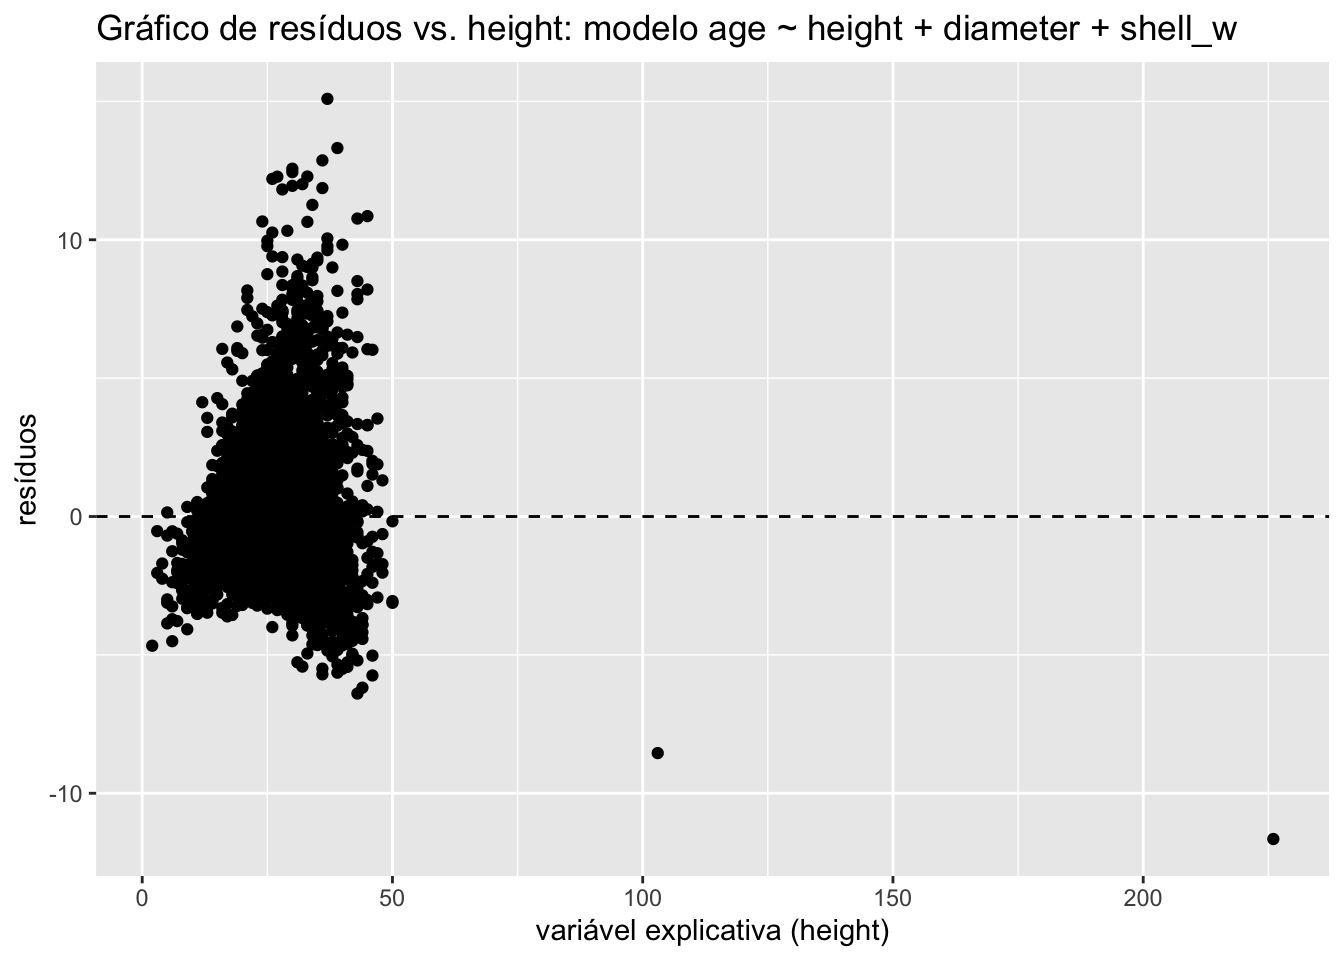 Gráfico de resíduos vs. height: modelo age ~ height + diameter + shell_w
resíduos
10
0
-10
0 50 100 150 200
variável explicativa (height)